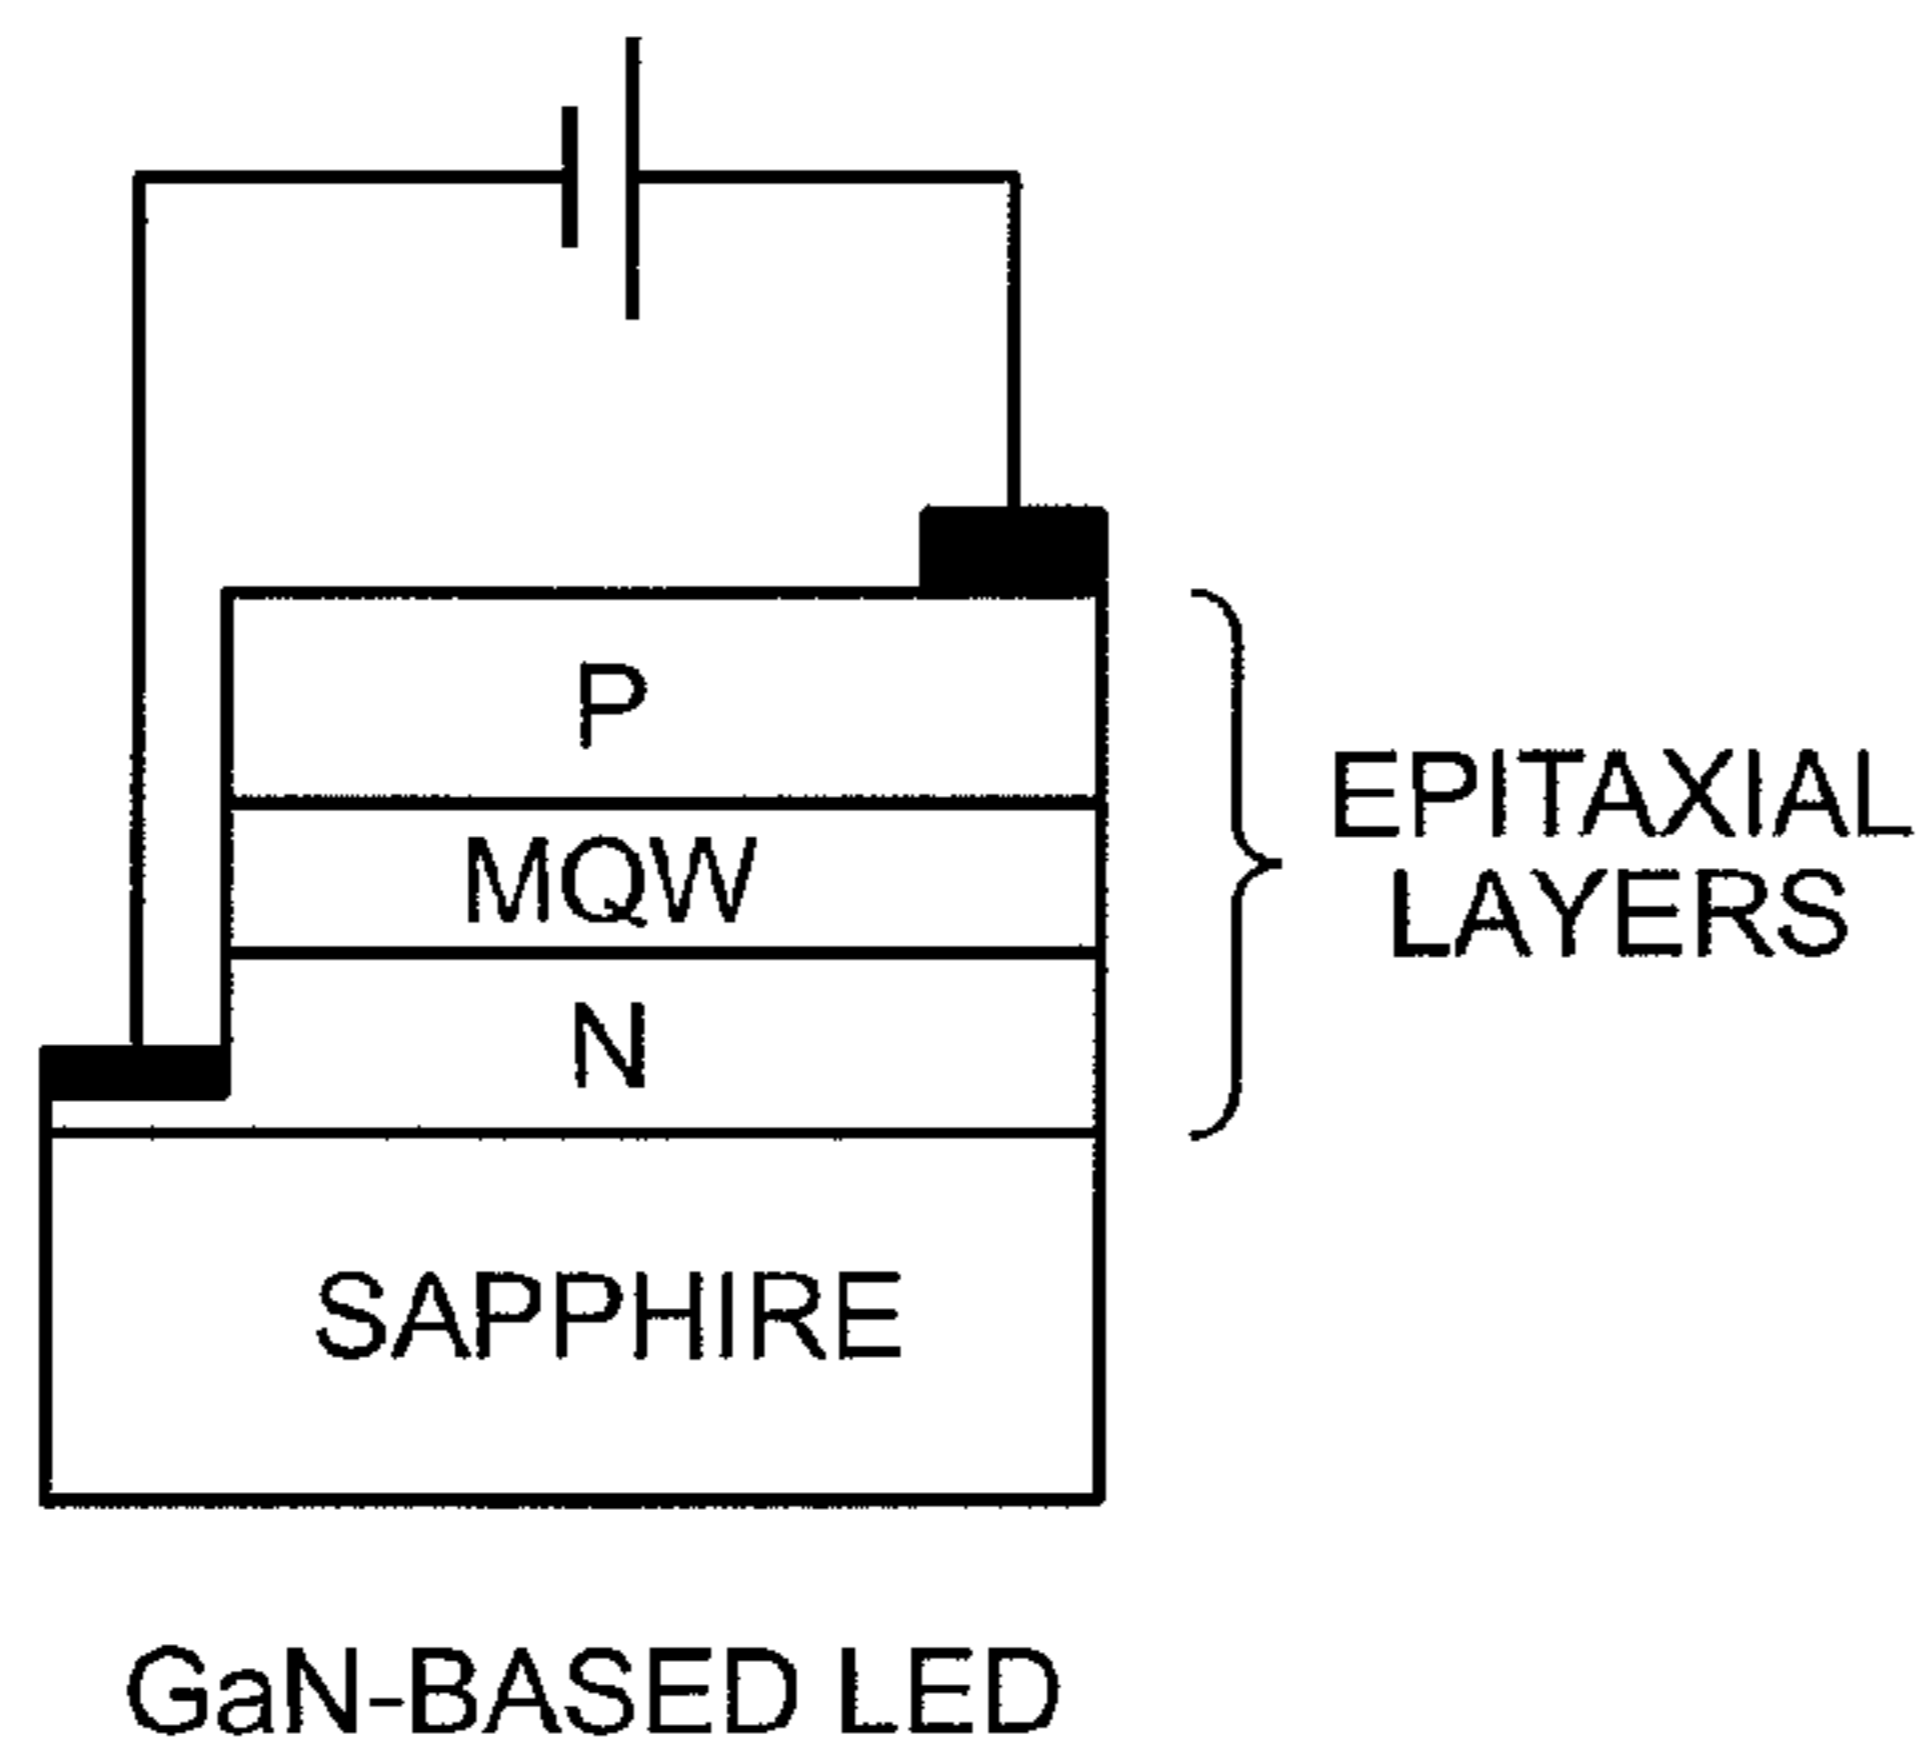 P
MQW
N
EPITAXIAL
LAYERS
SAPPHIRE
GaN-BASED LED